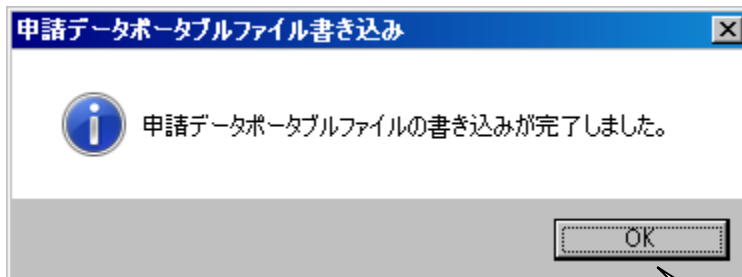 申請データポータブルファイル書き込み
申請データポータブルファイルの書き込みが完了しました。
OK